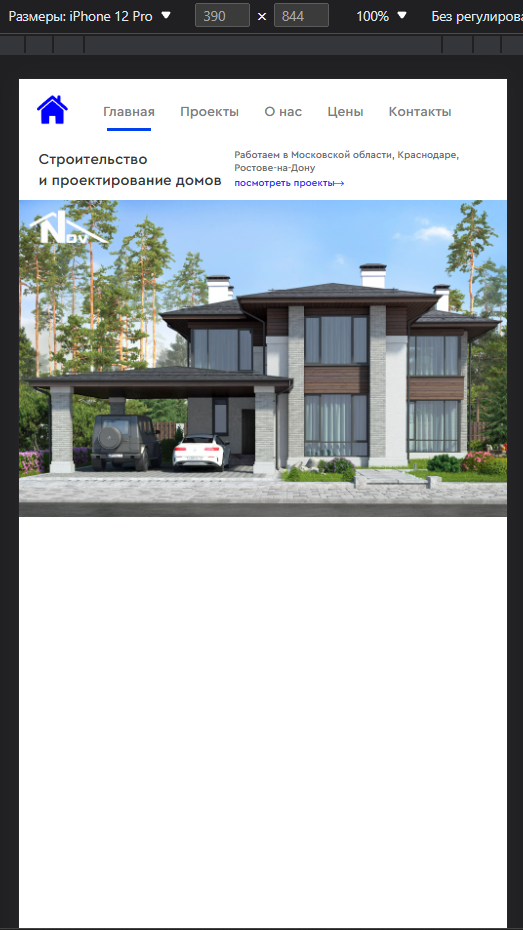 Размеры: iPhone 12 Pro ▼ 390 × 844 100% ▼ Без регулирова
Главная Проекты О нас Цены Контакты
Строительство
и проектирование домов
Работаем в Московской области, Краснодаре,
Ростове-на-Дону
посмотреть проекты→
Nov